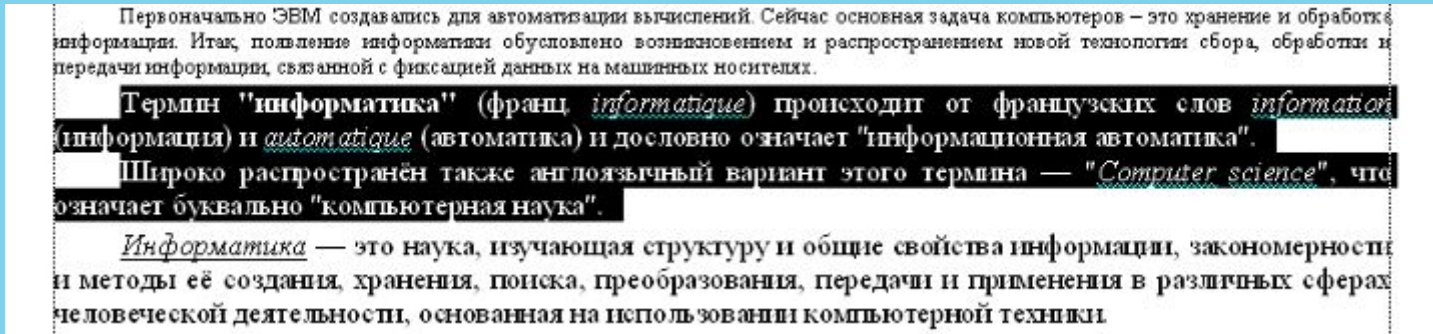 Первоначально ЭВМ создавались для автоматизации вычислений. Сейчас основная задача компьютеров – это хранение и обработка
информации. Итак, появление информатики обусловлено возникновением и распространением новой технологии сбора, обработки и
передачи информации, связанной с фиксацией данных на машинных носителях.
Термин "информатика" (франц. informatique) происходит от французских слов information
(информация) и automatique (автоматика) и дословно означает "информационная автоматика".
Широко распространён также англоязычный вариант этого термина — "Computer science", что
означает буквально "компьютерная наука".
Информатика — это наука, изучающая структуру и общие свойства информации, закономерности
и методы её создания, хранения, поиска, преобразования, передачи и применения в различных сферах
человеческой деятельности, основанная на использовании компьютерной техники.